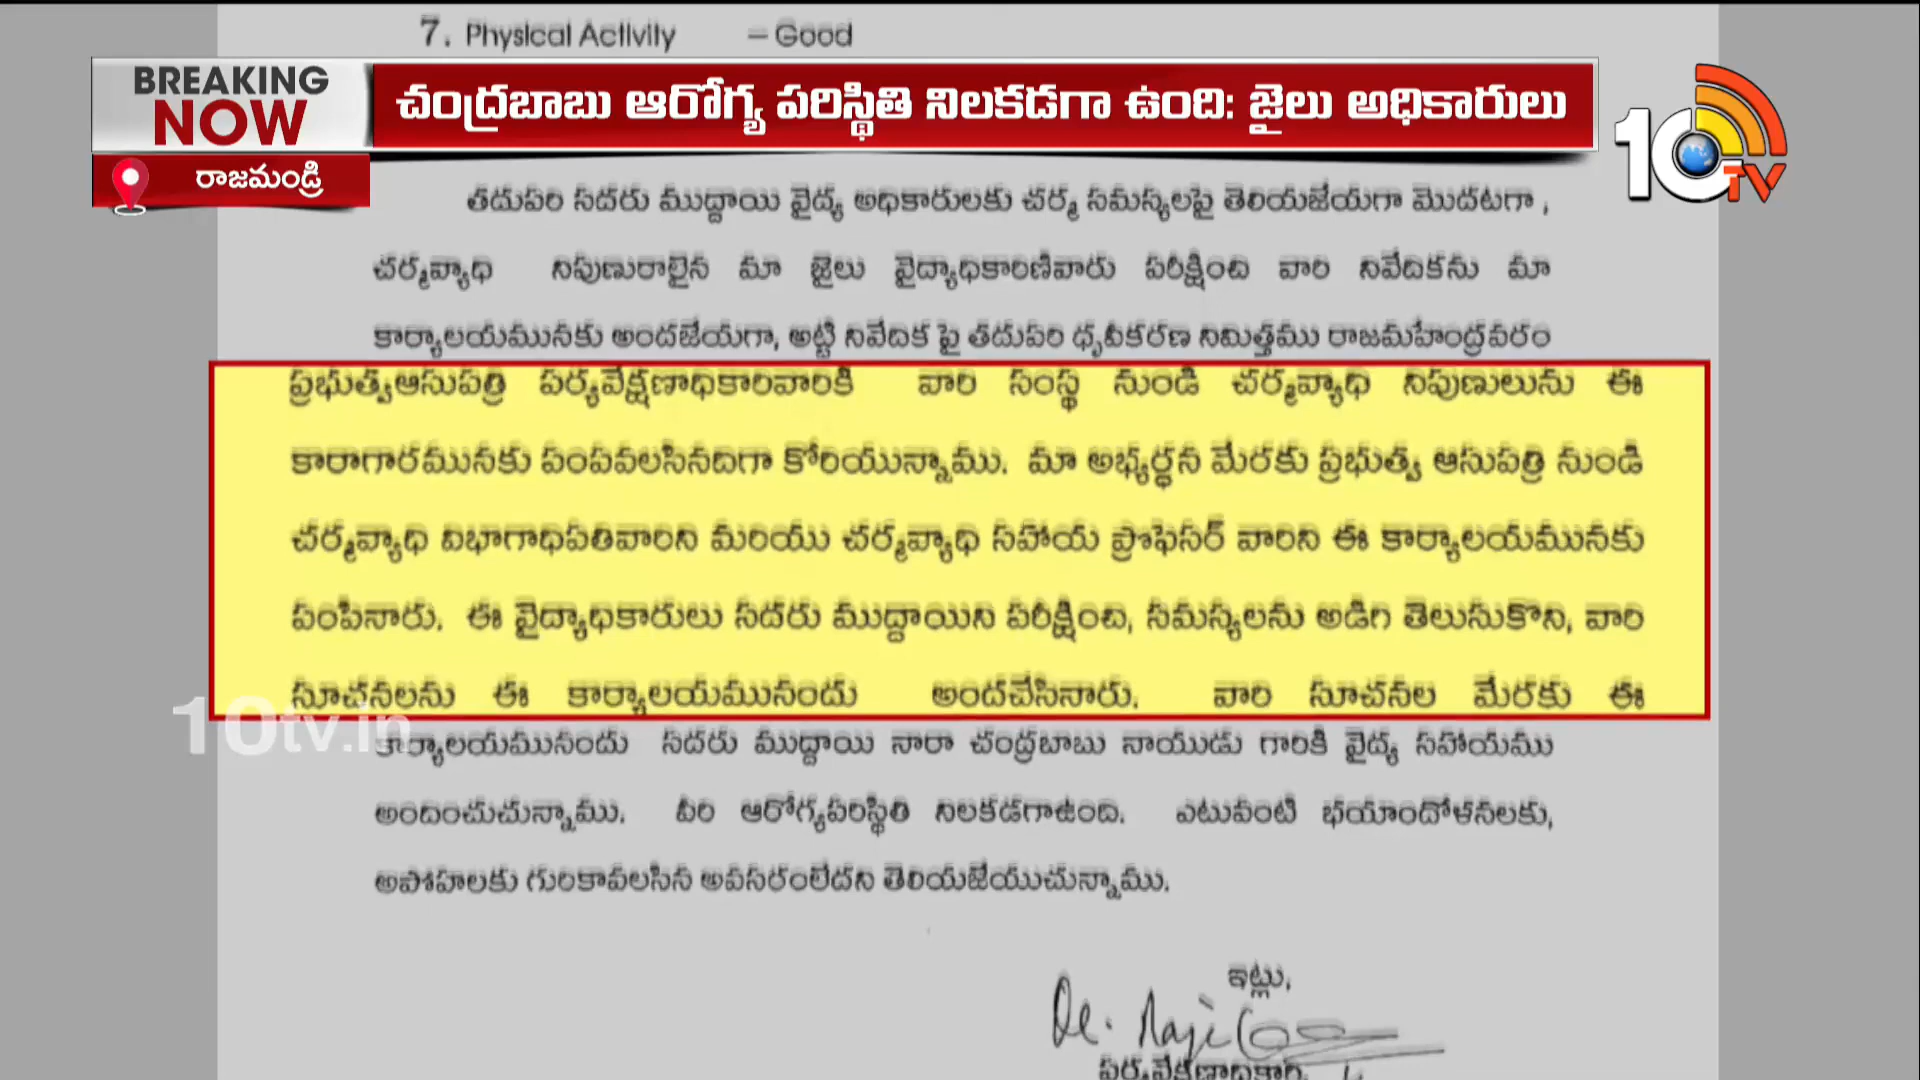 7. Physical Activity – Good
BREAKING
NOW
చంద్రబాబు ఆరోగ్య పరిస్థితి నిలకడగా ఉంది: జైలు అధికారులు
10TV
రాజమండ్రి
తదుపరి సదరు ముద్దాయి వైద్య అధికారులకు చర్మ సమస్యలపై తెలియజేయగా మొదటగా ,
చర్మవ్యాధి నిపుణురాలైన మా జైలు వైద్యాధికారిణివారు పరీక్షించి వారి నివేదికను మా
కార్యాలయమునకు అందజేయగా, అట్టి నివేదిక పై తదుపరి ధృవీకరణ నిమిత్తము రాజమహేంద్రవరం
ప్రభుత్వఆసుపత్రి పర్యవేక్షణాధికారివారికి వారి సంస్థ నుండి చర్మవ్యాధి నిపుణులును ఈ
కారాగారమునకు పంపవలసినదిగా కోరియున్నాము. మా అభ్యర్ధన మేరకు ప్రభుత్వ ఆసుపత్రి నుండి
చర్మవ్యాధి విభాగాధిపతివారిని మరియు చర్మవ్యాధి సహాయ ప్రొఫెసర్ వారిని ఈ కార్యాలయమునకు
పంపినారు. ఈ వైద్యాధికారులు సదరు ముద్దాయిని పరీక్షించి, సమస్యలను అడిగి తెలుసుకొని, వారి
సూచనలను ఈ కార్యాలయమునందు అందచేసినారు. వారి సూచనల మేరకు ఈ
10tv.in
కార్యాలయమునందు సదరు ముద్దాయి నారా చంద్రబాబు నాయుడు గారికి వైద్య సహాయము
అందించుచున్నాము. వీరి ఆరోగ్యపరిస్థితి నిలకడగాఉంది. ఎటువంటి భయాందోళనలకు,
అపోహలకు గురికావలసిన అవసరంలేదని తెలియజేయుచున్నాము.
ఇట్లు,
పర్యవేక్షణాధికారి